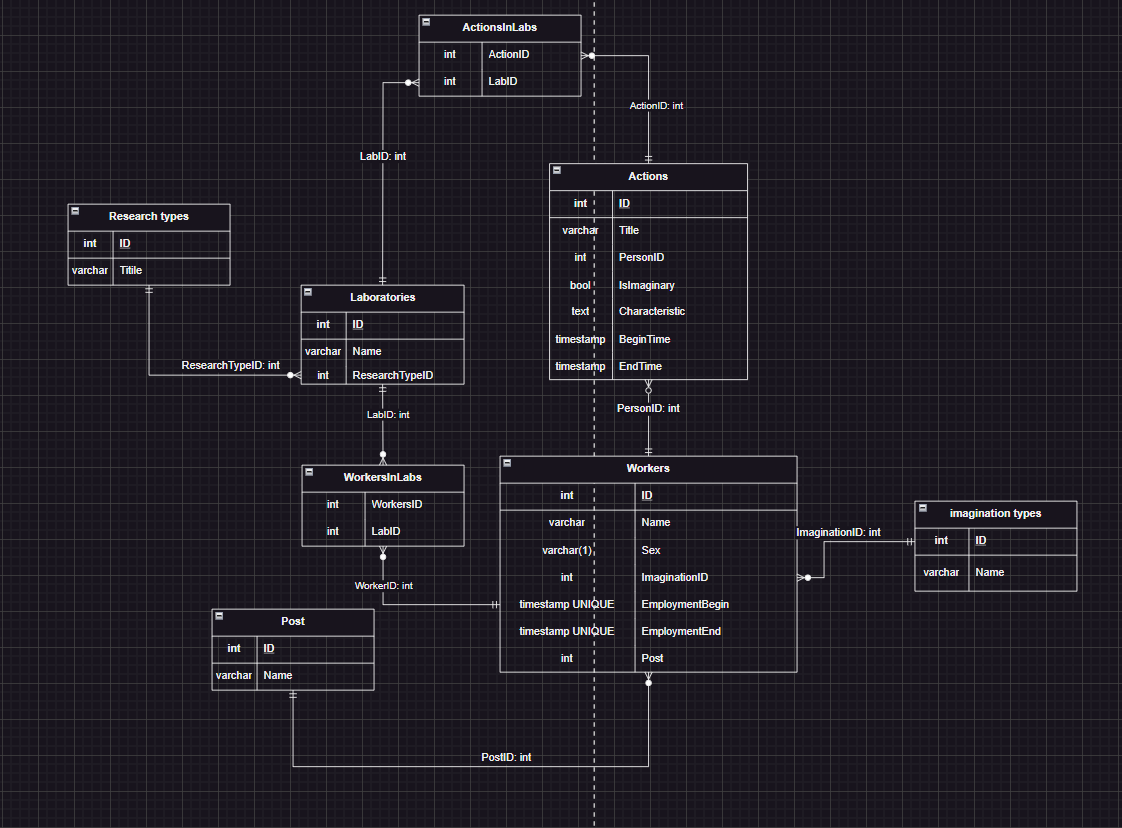 ActionsInLabs
int ActionID
int LabID
ActionID: int
LabID: int
Actions
int ID
varchar Title
int PersonID
bool IsImaginary
text Characteristic
timestamp BeginTime
timestamp EndTime
Research types
int ID
varchar Titile
Laboratories
int ID
varchar Name
int ResearchTypeID
ResearchTypeID: int
LabID: int
PersonID: int
WorkersInLabs
int WorkersID
int LabID
Workers
int ID
varchar Name
varchar(1) Sex
int ImaginationID
timestamp UNIQUE EmploymentBegin
timestamp UNIQUE EmploymentEnd
int Post
ImaginationID: int
imagination types
int ID
varchar Name
WorkerID: int
Post
int ID
varchar Name
PostID: int